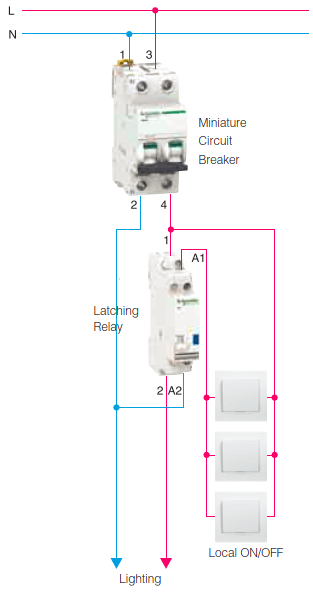 L
N
1 3
Miniature
Circuit
Breaker
2 4
1
A1
Latching
Relay
2 A2
Local ON/OFF
Lighting